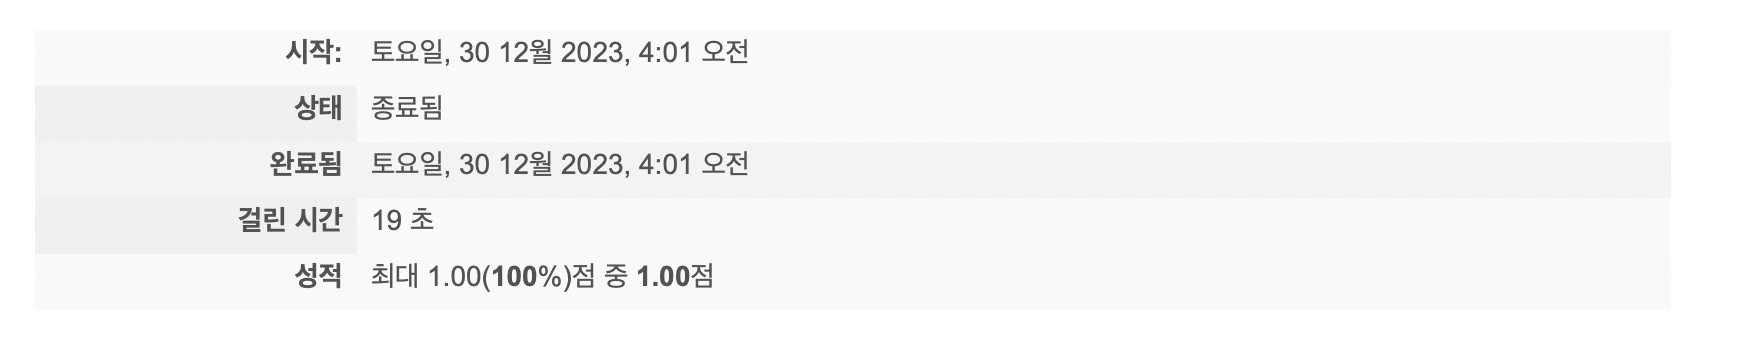 시작: 토요일, 30 12월 2023, 4:01 오전
상태 종료됨
완료됨 토요일, 30 12월 2023, 4:01 오전
걸린 시간 19 초
성적 최대 1.00(100%)점 중 1.00점